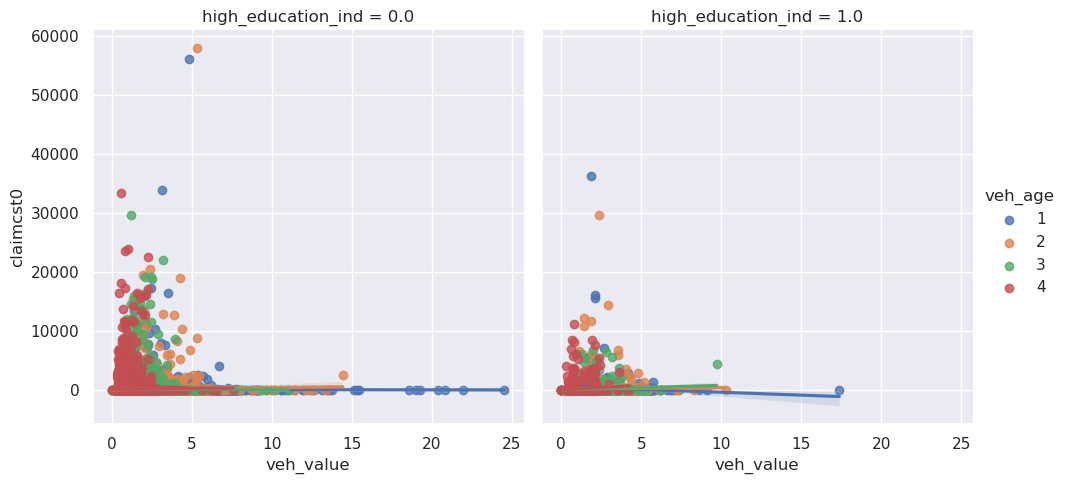 high_education_ind = 0.0
high_education_ind = 1.0
60000
50000
40000
30000
20000
10000
0
claimcst0
0 5 10 15 20 25
veh_value
0 5 10 15 20 25
veh_value
veh_age
1
2
3
4